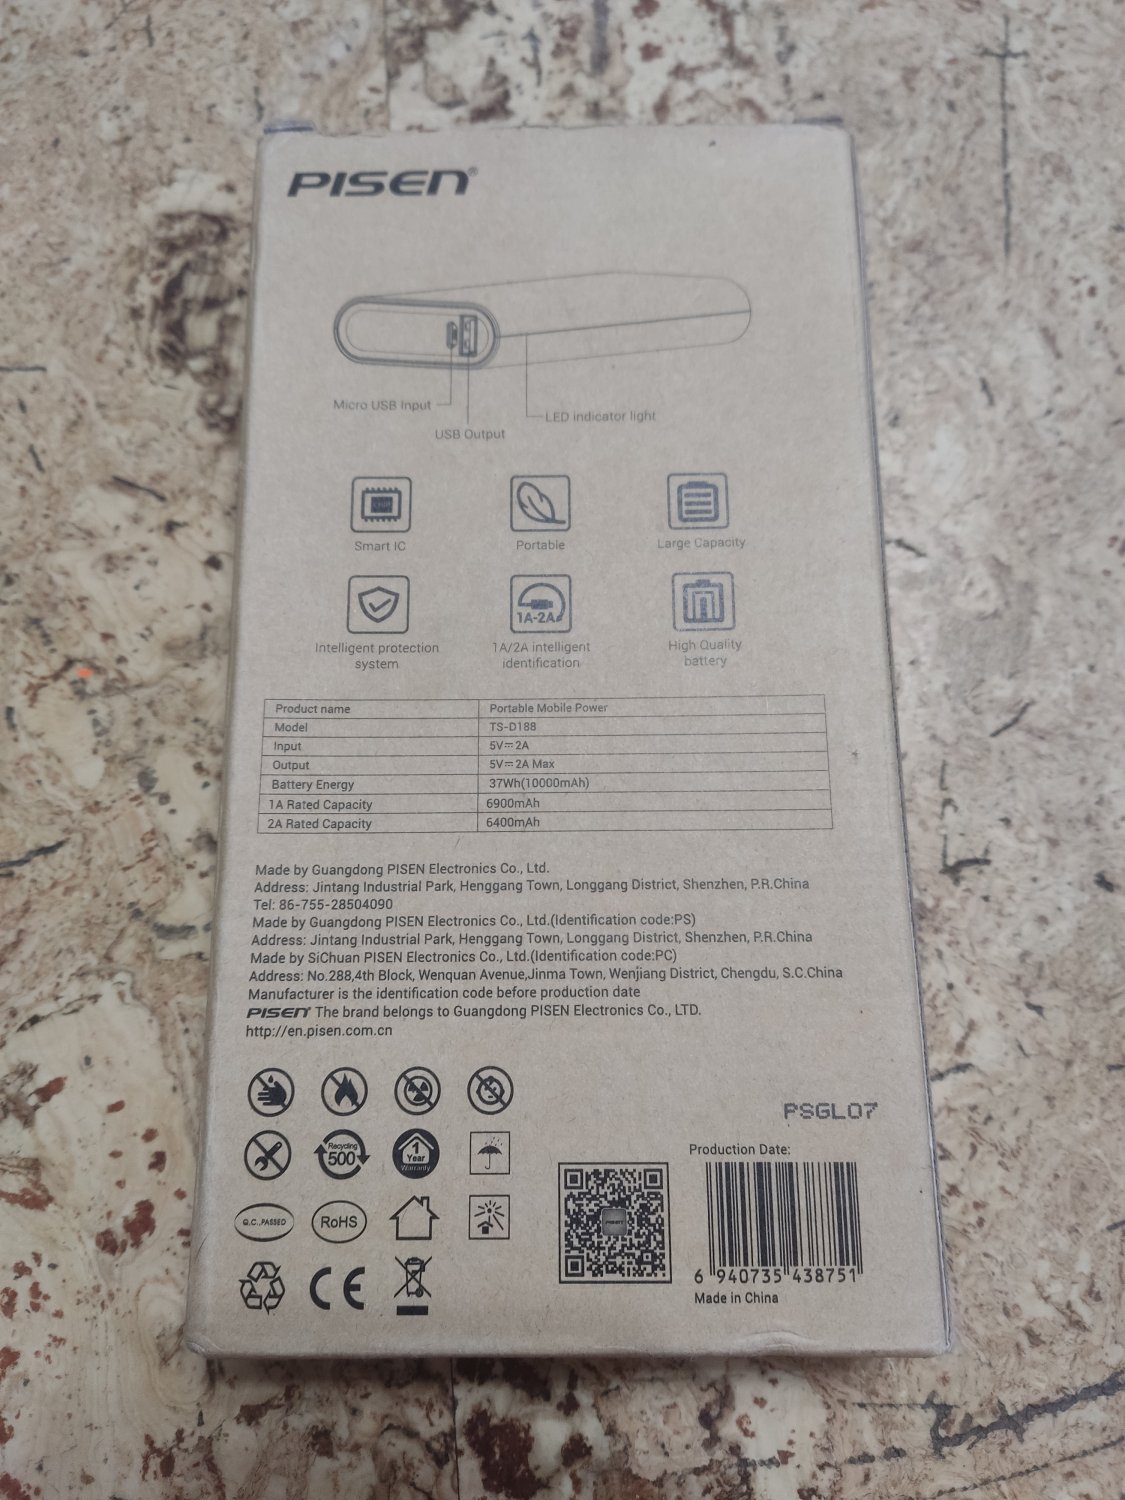 PISEN®
Micro USB Input
LED indicator light
USB Output
Smart IC
Portable
Large Capacity
1A-2A
Intelligent protection system
1A/2A intelligent identification
High Quality battery
Product name Portable Mobile Power
Model TS-D188
Input 5V⎓2A
Output 5V⎓2A Max
Battery Energy 37Wh(10000mAh)
1A Rated Capacity 6900mAh
2A Rated Capacity 6400mAh
Made by Guangdong PISEN Electronics Co., Ltd.
Address: Jintang Industrial Park, Henggang Town, Longgang District, Shenzhen, P.R.China
Tel: 86-755-28504090
Made by Guangdong PISEN Electronics Co., Ltd.(Identification code:PS)
Address: Jintang Industrial Park, Henggang Town, Longgang District, Shenzhen, P.R.China
Made by SiChuan PISEN Electronics Co., Ltd.(Identification code:PC)
Address: No.288,4th Block, Wenquan Avenue,Jinma Town, Wenjiang District, Chengdu, S.C.China
Manufacturer is the identification code before production date
PISEN The brand belongs to Guangdong PISEN Electronics Co., LTD.
http://en.pisen.com.cn
PSGL07
Recycling
500
1
Year
Warranty
Production Date:
Q.C.,PASSED
RoHS
PISEN
CE
6 940735 438751
Made in China